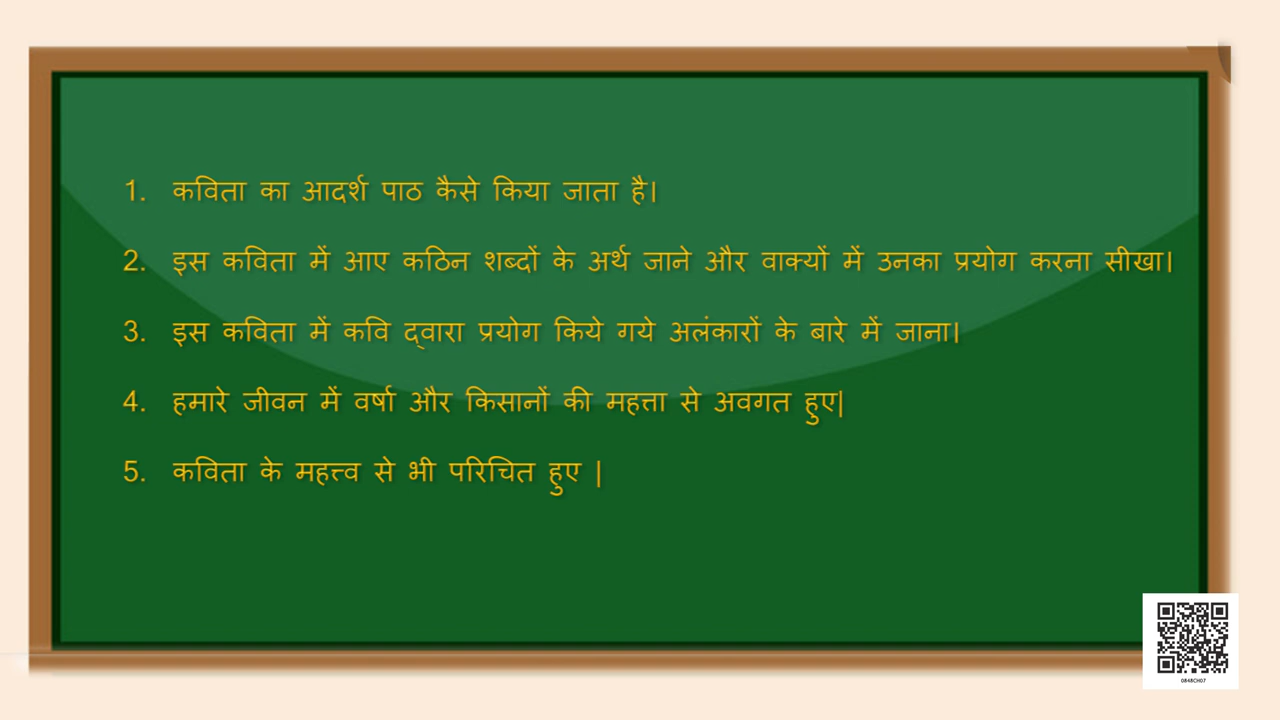 1. कविता का आदर्श पाठ कैसे किया जाता है।
2. इस कविता में आए कठिन शब्दों के अर्थ जाने और वाक्यों में उनका प्रयोग करना सीखा।
3. इस कविता में कवि द्वारा प्रयोग किये गये अलंकारों के बारे में जाना।
4. हमारे जीवन में वर्षा और किसानों की महत्ता से अवगत हुए|
5. कविता के महत्त्व से भी परिचित हुए |
0848CH07